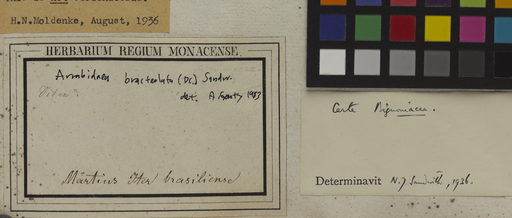 H.N.Moldenke, August, 1936
HERBARIUM REGIUM MONACENSE.
Arrabidaea bracteolata (DC.) Sandw.
Vitex?
det. A. Gentry 1987
Martius Iter brasiliense
Certe Bignoniacea.
Determinavit N.Y. Sandwith, 1936.